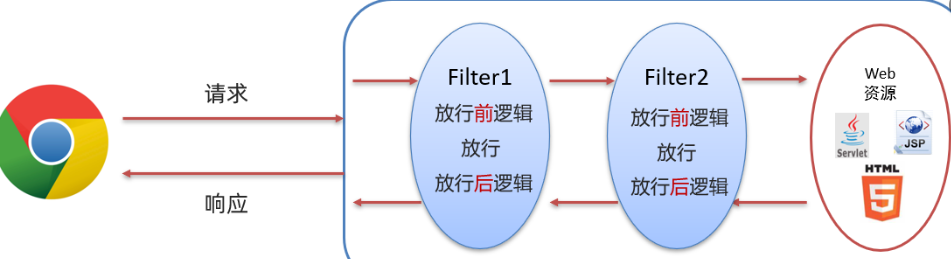 请求
响应
Filter1
放行前逻辑
放行
放行后逻辑
Filter2
放行前逻辑
放行
放行后逻辑
Web
资源
Servlet
JSP
HTML
5